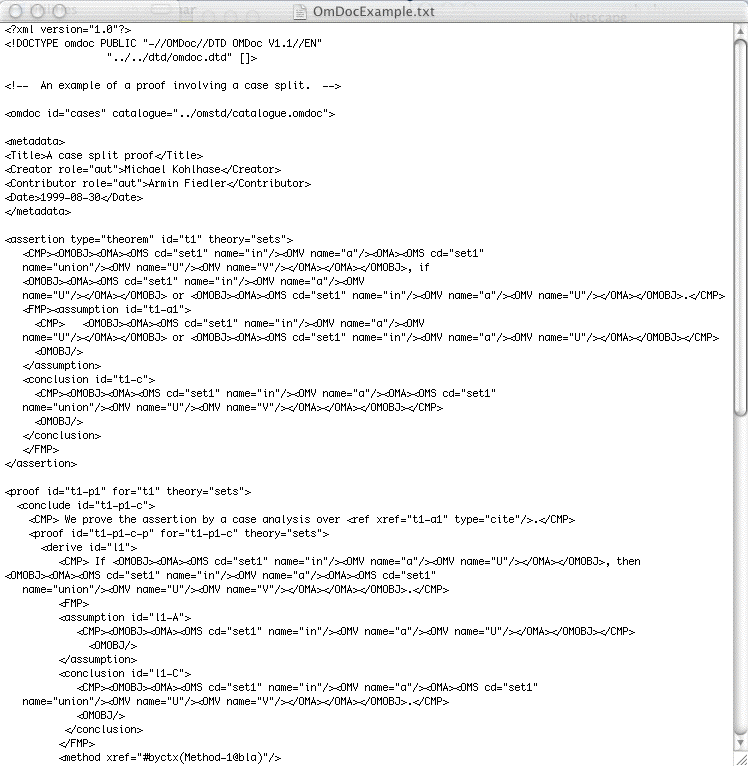 OmDocExample.txt
Netscape
<?xml version="1.0"?>
<!DOCTYPE omdoc PUBLIC "-//OMDoc//DTD OMDoc V1.1//EN"
"../../dtd/omdoc.dtd" []>
<!--  An example of a proof involving a case split.  -->
<omdoc id="cases" catalogue="../omstd/catalogue.omdoc">
<metadata>
<Title>A case split proof</Title>
<Creator role="aut">Michael Kohlhase</Creator>
<Contributor role="aut">Armin Fiedler</Contributor>
<Date>1999-08-30</Date>
</metadata>
<assertion type="theorem" id="t1" theory="sets">
<CMP><OMOBJ><OMA><OMS cd="set1" name="in"/><OMV name="a"/><OMA><OMS cd="set1"
name="union"/><OMV name="U"/><OMV name="V"/></OMA></OMA></OMOBJ>, if
<OMOBJ><OMA><OMS cd="set1" name="in"/><OMV name="a"/><OMV
name="U"/></OMA></OMOBJ> or <OMOBJ><OMA><OMS cd="set1" name="in"/><OMV name="a"/><OMV name="U"/></OMA></OMOBJ>.</CMP>
<FMP><assumption id="t1-a1">
<CMP>   <OMOBJ><OMA><OMS cd="set1" name="in"/><OMV name="a"/><OMV
name="U"/></OMA></OMOBJ> or <OMOBJ><OMA><OMS cd="set1" name="in"/><OMV name="a"/><OMV name="U"/></OMA></OMOBJ></CMP>
<OMOBJ/>
</assumption>
<conclusion id="t1-c">
<CMP><OMOBJ><OMA><OMS cd="set1" name="in"/><OMV name="a"/><OMA><OMS cd="set1"
name="union"/><OMV name="U"/><OMV name="V"/></OMA></OMA></OMOBJ></CMP>
<OMOBJ/>
</conclusion>
</FMP>
</assertion>
<proof id="t1-p1" for="t1" theory="sets">
<conclude id="t1-p1-c">
<CMP> We prove the assertion by a case analysis over <ref xref="t1-a1" type="cite"/>.</CMP>
<proof id="t1-p1-c-p" for="t1-p1-c" theory="sets">
<derive id="l1">
<CMP> If <OMOBJ><OMA><OMS cd="set1" name="in"/><OMV name="a"/><OMV name="U"/></OMA></OMOBJ>, then
<OMOBJ><OMA><OMS cd="set1" name="in"/><OMV name="a"/><OMA><OMS cd="set1"
name="union"/><OMV name="U"/><OMV name="V"/></OMA></OMA></OMOBJ>.</CMP>
<FMP>
<assumption id="l1-A">
<CMP><OMOBJ><OMA><OMS cd="set1" name="in"/><OMV name="a"/><OMV name="U"/></OMA></OMOBJ></CMP>
<OMOBJ/>
</assumption>
<conclusion id="l1-C">
<CMP><OMOBJ><OMA><OMS cd="set1" name="in"/><OMV name="a"/><OMA><OMS cd="set1"
name="union"/><OMV name="U"/><OMV name="V"/></OMA></OMA></OMOBJ>.</CMP>
<OMOBJ/>
</conclusion>
</FMP>
<method xref="#byctx(Method-1@bla)"/>